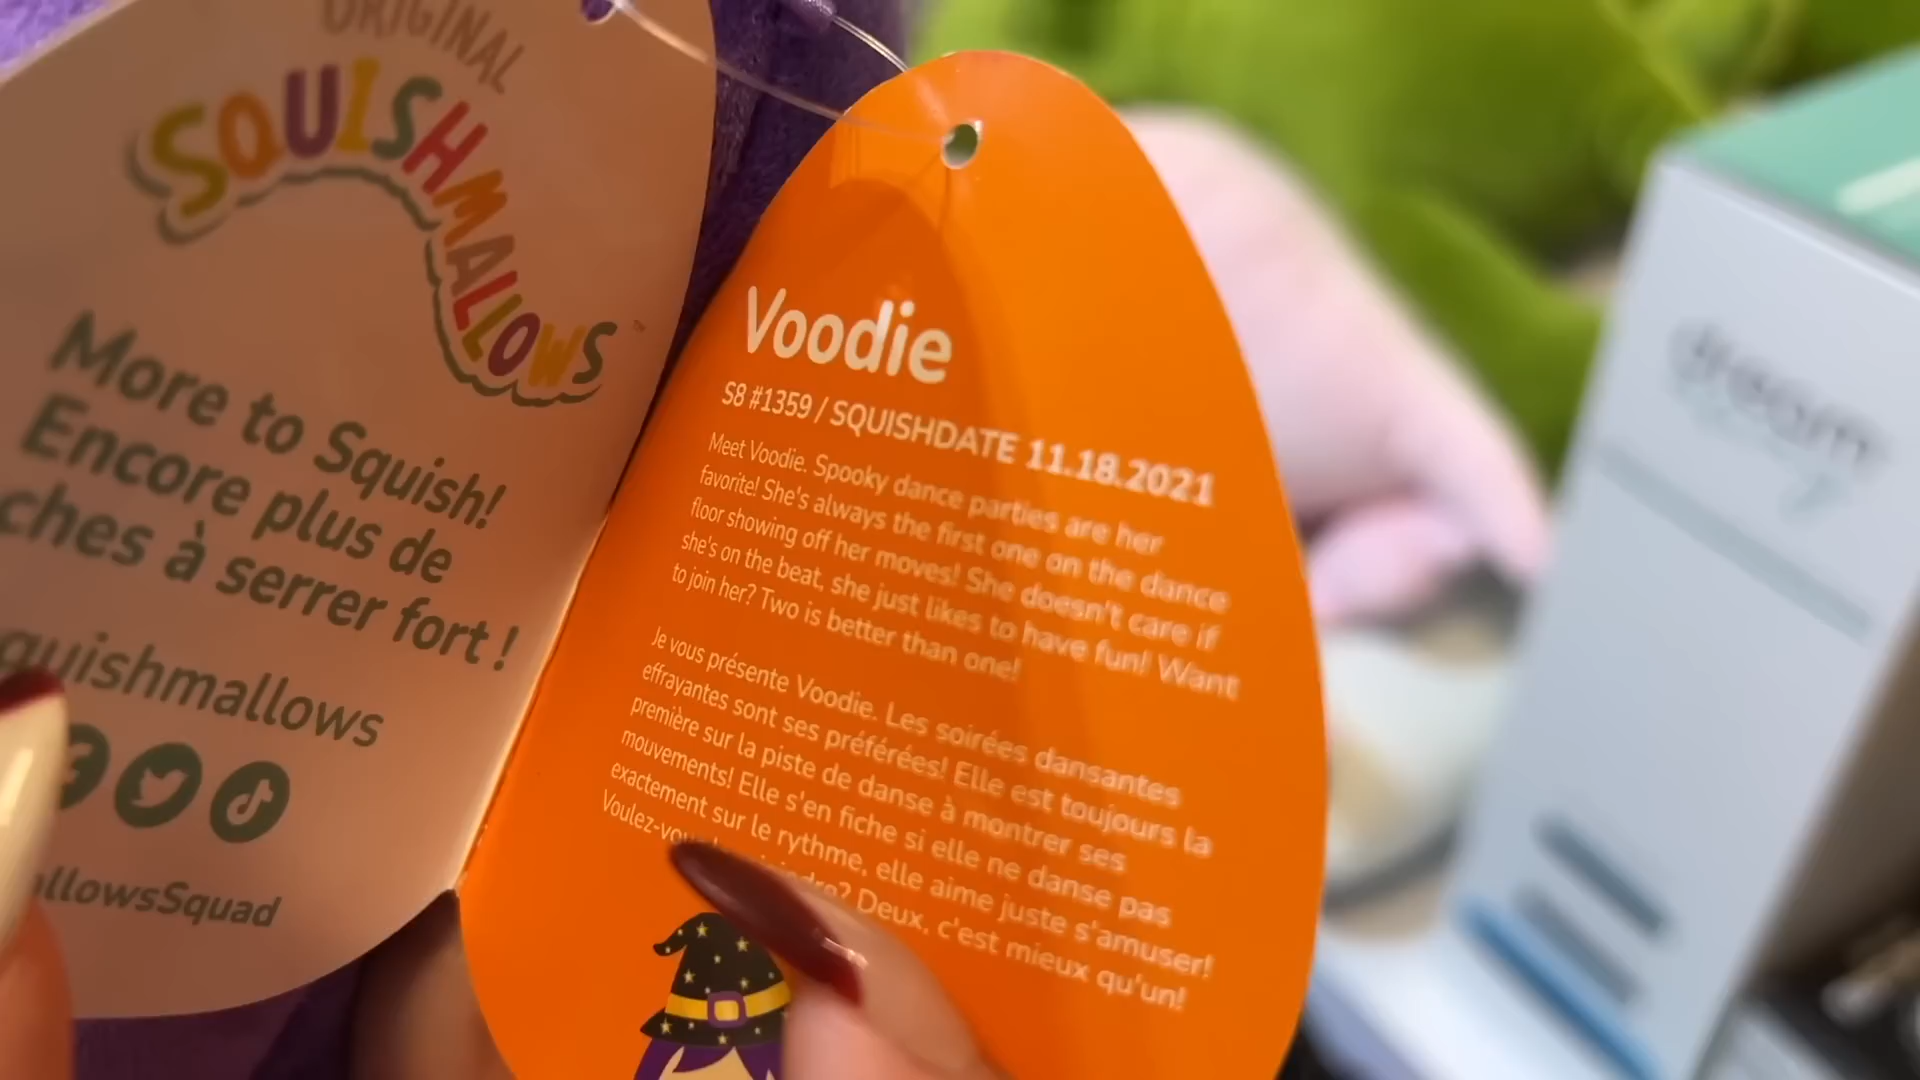 ORIGINAL
SQUISHMALLOWS
More to Squish!
Encore plus de
ches à serrer fort !
quishmallows
allowsSquad
Voodie
S8 #1359 / SQUISHDATE 11.18.2021
Meet Voodie. Spooky dance parties are her
favorite! She's always the first one on the dance
floor showing off her moves! She doesn't care if
she's on the beat, she just likes to have fun! Want
to join her? Two is better than one!
Je vous présente Voodie. Les soirées dansantes
effrayantes sont ses préférées! Elle est toujours la
première sur la piste de danse à montrer ses
mouvements! Elle s'en fiche si elle ne danse pas
exactement sur le rythme, elle aime juste s'amuser!
Voulez-vou dre? Deux, c'est mieux qu'un!
dream